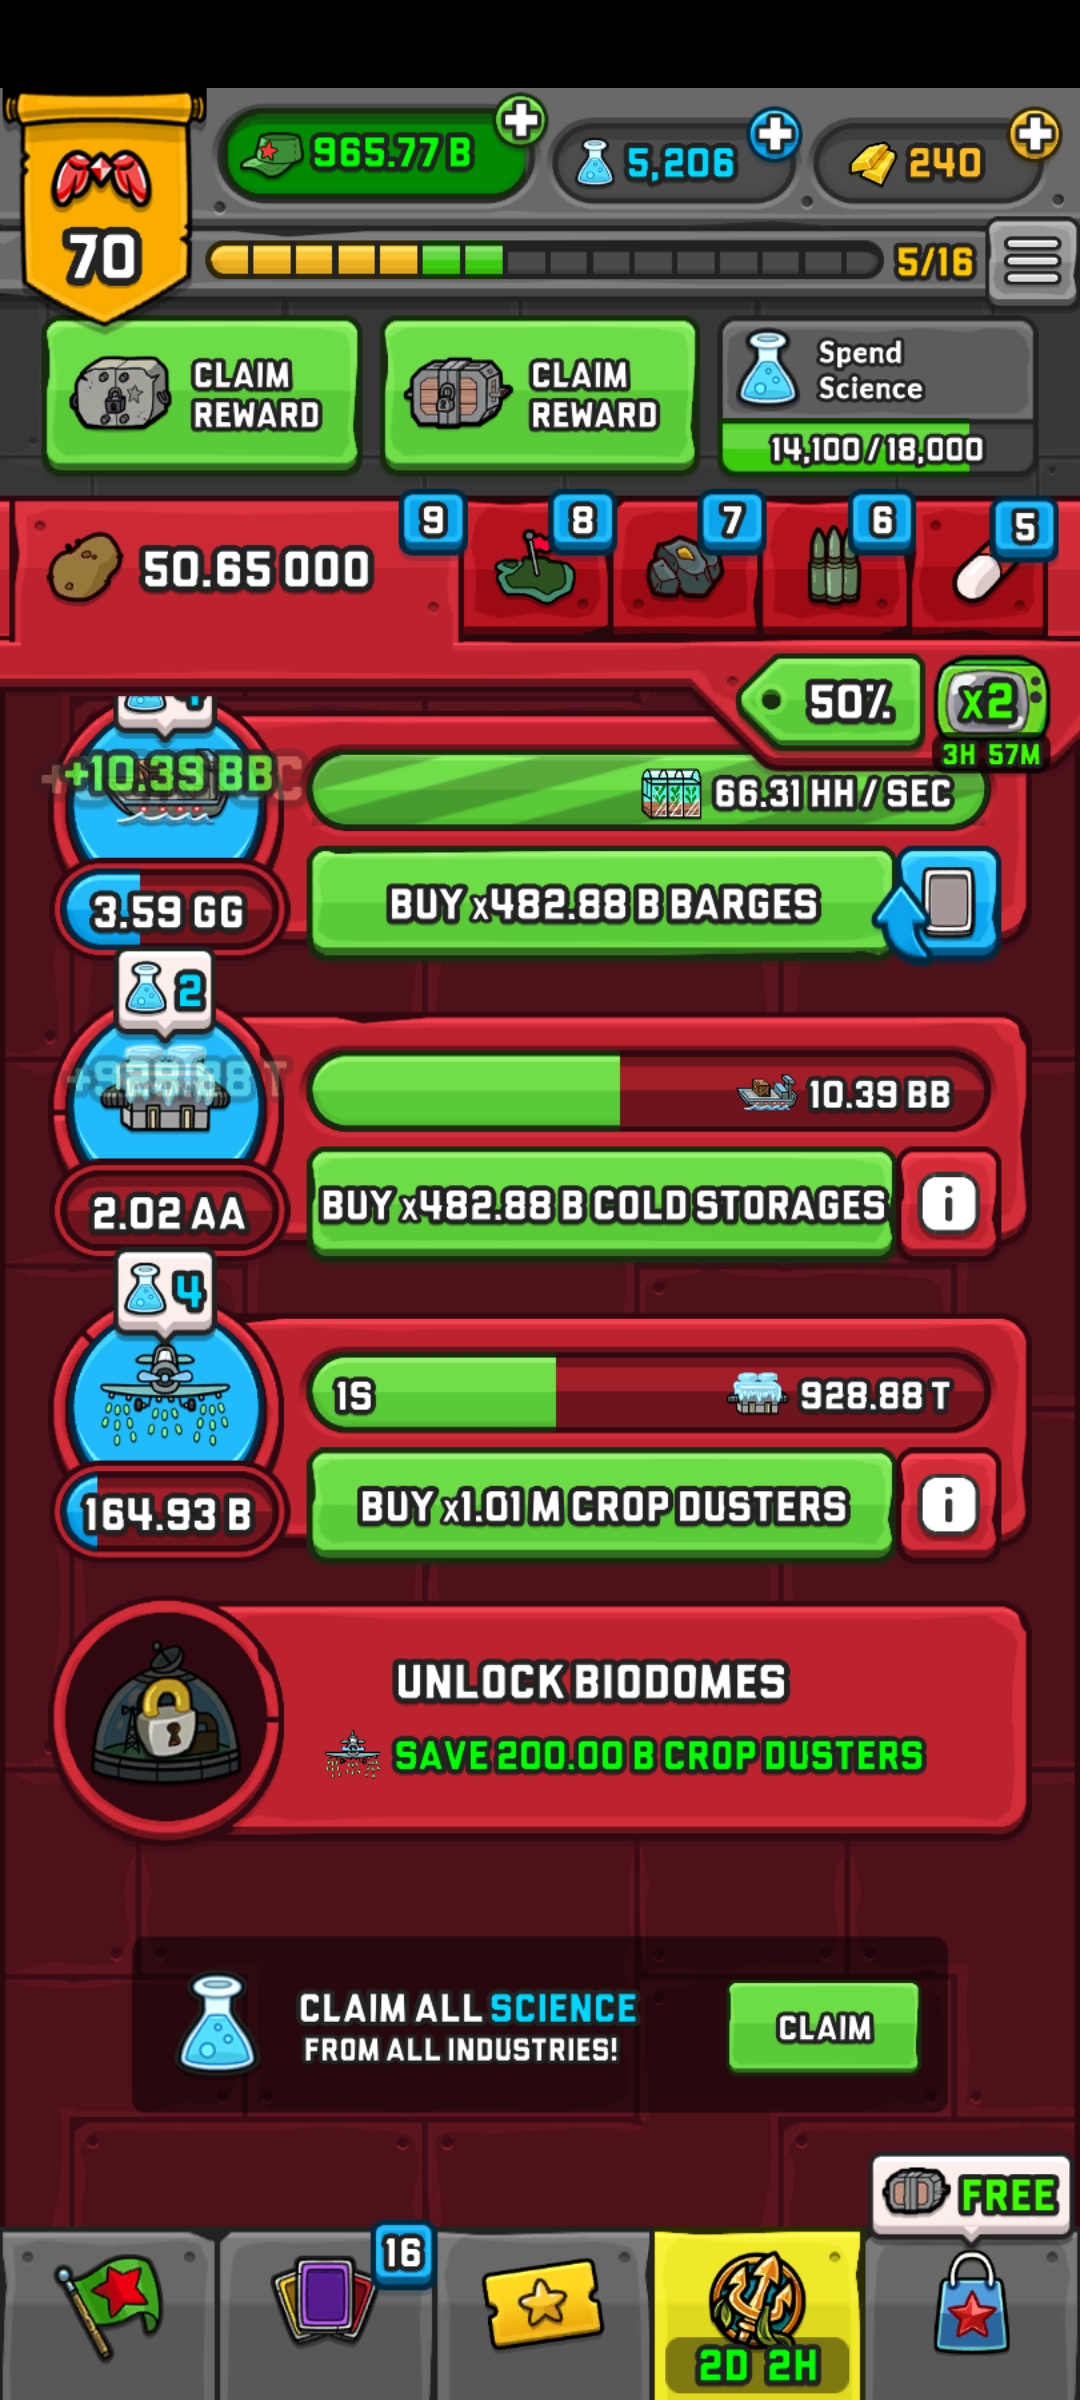 965.77 B
5,206
240
70
5/16
CLAIM
REWARD
CLAIM
REWARD
Spend
Science
14,100 / 18,000
50.65 000
9
8
7
6
5
50%
x2
3H 57M
+10.39 BB
66.31 HH / SEC
3.59 GG
BUY x482.88 B BARGES
2
10.39 BB
2.02 AA
BUY x482.88 B COLD STORAGES
4
1S
928.88 T
164.93 B
BUY x1.01 M CROP DUSTERS
UNLOCK BIODOMES
SAVE 200.00 B CROP DUSTERS
CLAIM ALL SCIENCE
FROM ALL INDUSTRIES!
CLAIM
FREE
16
2D 2H